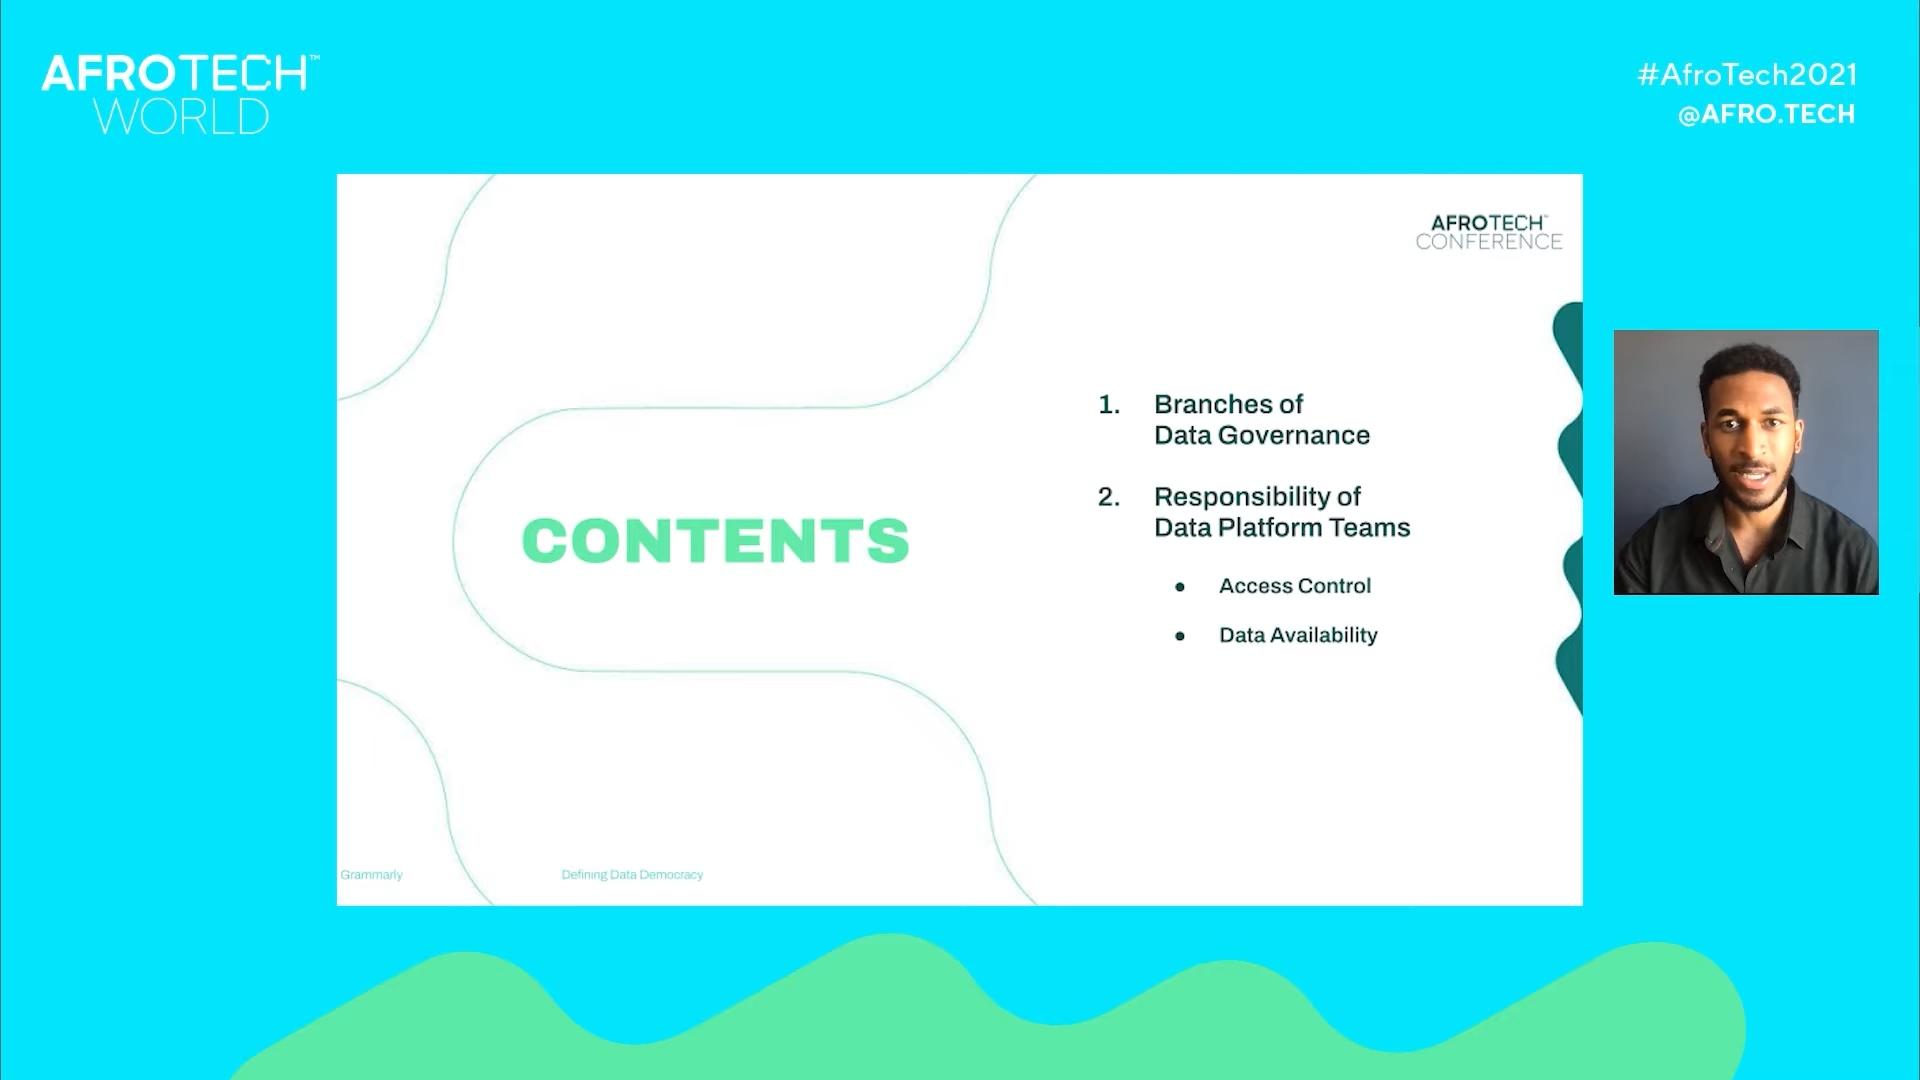 AFROTECH™
WORLD
#AfroTech2021
@AFRO.TECH
AFROTECH™
CONFERENCE
CONTENTS
1. Branches of
Data Governance
2. Responsibility of
Data Platform Teams
● Access Control
● Data Availability
Grammarly
Defining Data Democracy